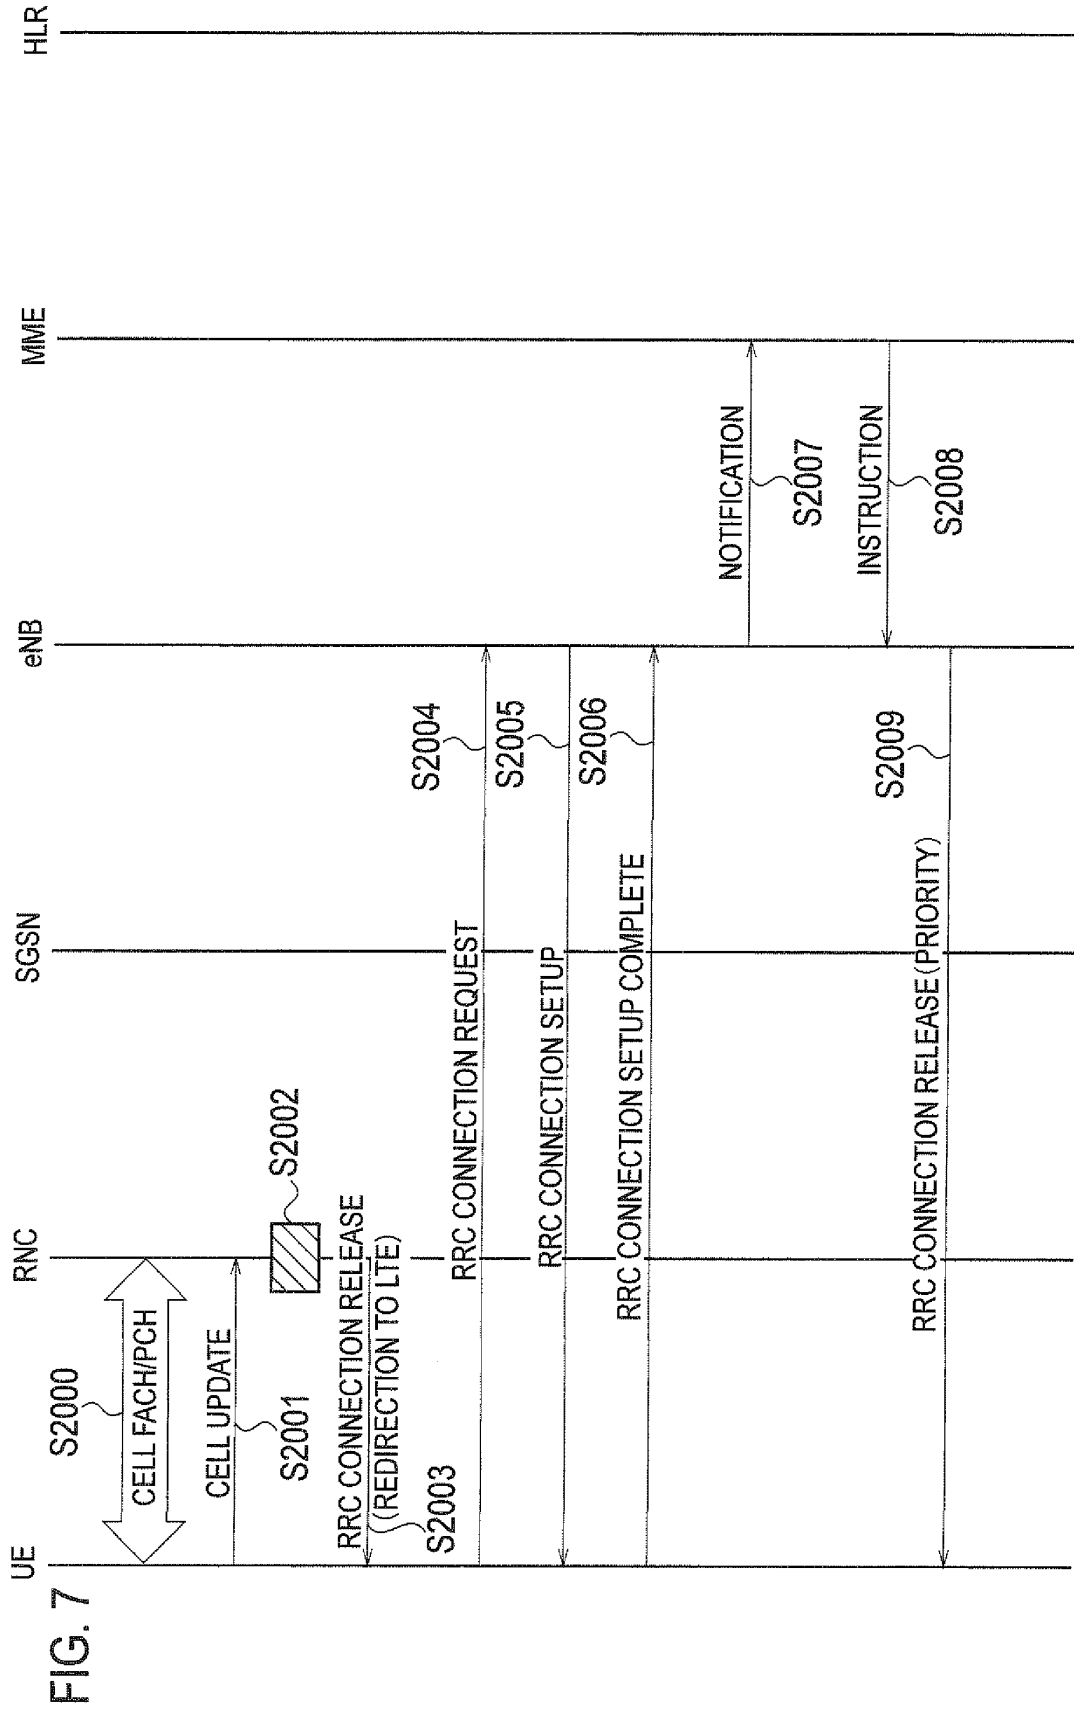 FIG. 7
UE
RNC
SGSN
eNB
MME
HLR
S2000
CELL FACH/PCH
CELL UPDATE
S2001
S2002
RRC CONNECTION RELEASE
(REDIRECTION TO LTE)
S2003
RRC CONNECTION REQUEST
S2004
RRC CONNECTION SETUP
S2005
RRC CONNECTION SETUP COMPLETE
S2006
NOTIFICATION
S2007
INSTRUCTION
S2008
RRC CONNECTION RELEASE (PRIORITY)
S2009